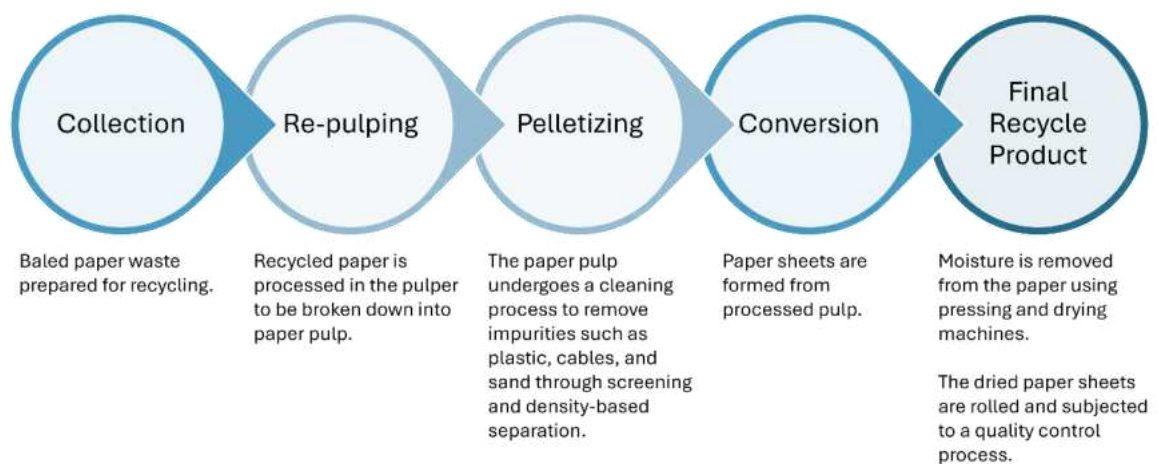 Collection
Re-pulping
Pelletizing
Conversion
Final
Recycle
Product
Baled paper waste
prepared for recycling.
Recycled paper is
processed in the pulper
to be broken down into
paper pulp.
The paper pulp
undergoes a cleaning
process to remove
impurities such as
plastic, cables, and
sand through screening
and density-based
separation.
Paper sheets are
formed from
processed pulp.
Moisture is removed
from the paper using
pressing and drying
machines.
The dried paper sheets
are rolled and subjected
to a quality control
process.